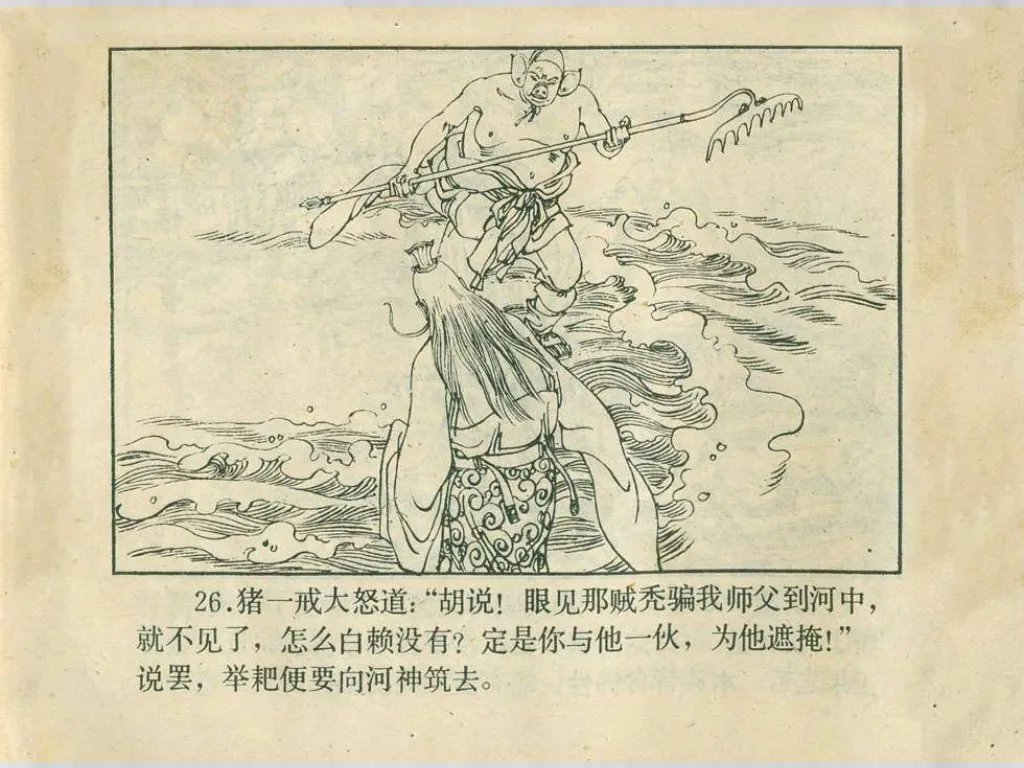 26.猪一戒大怒道：“胡说！眼见那贼秃骗我师父到河中，
就不见了，怎么白赖没有？定是你与他一伙，为他遮掩！”
说罢，举耙便要向河神筑去。